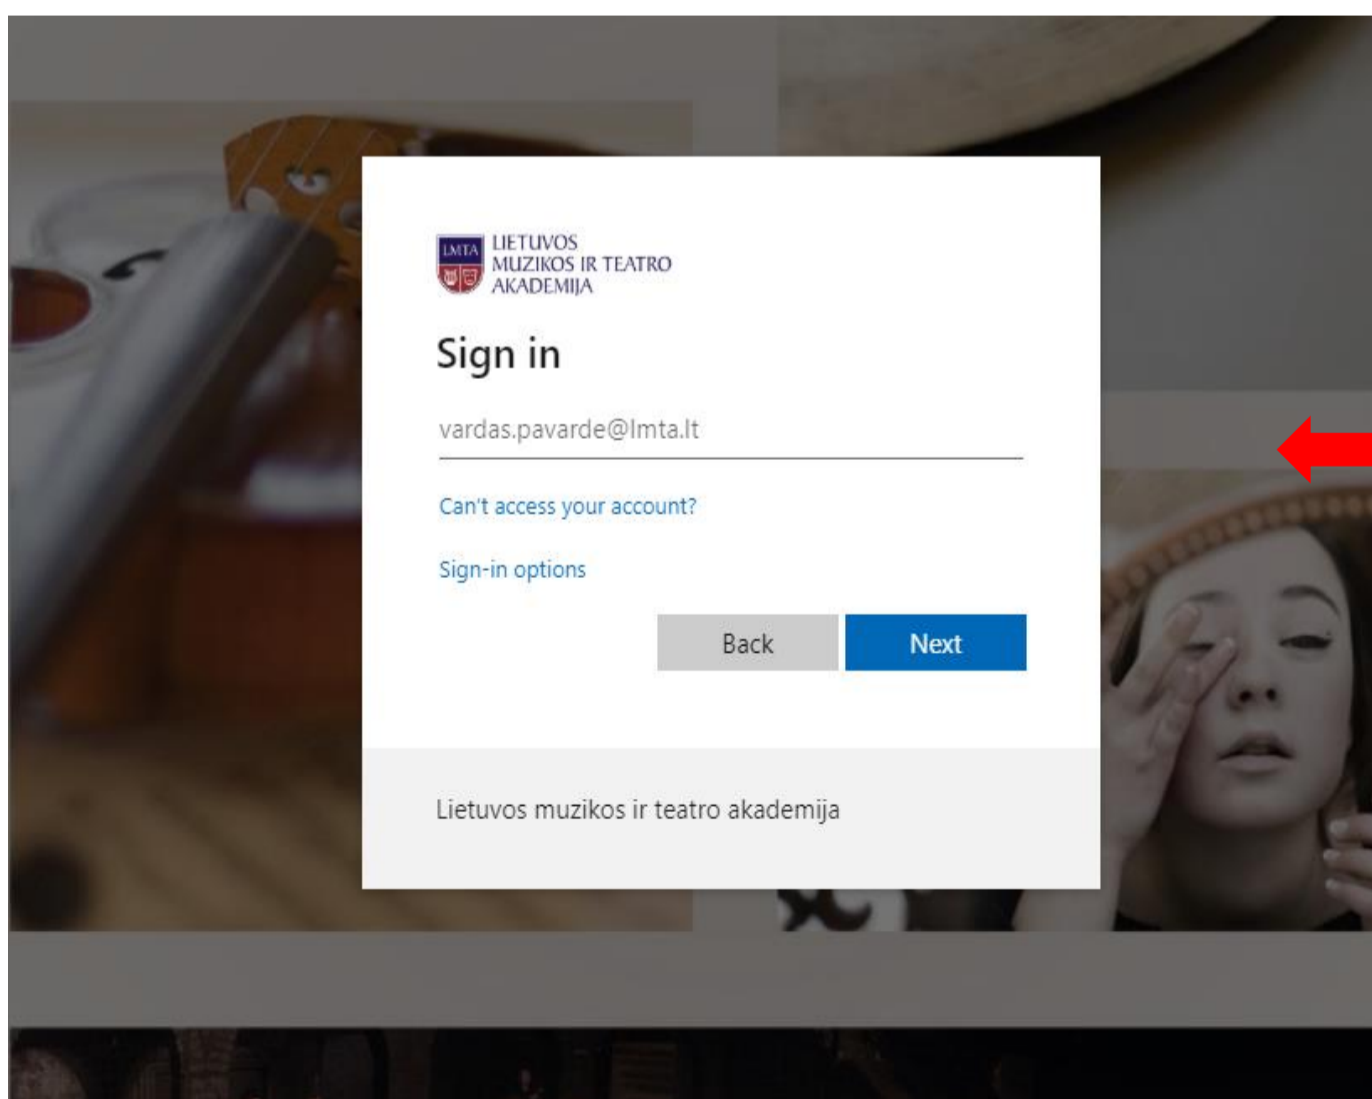 LMTA
LIETUVOS
MUZIKOS IR TEATRO
AKADEMIJA
Sign in
vardas.pavarde@lmta.lt
Can't access your account?
Sign-in options
Back
Next
Lietuvos muzikos ir teatro akademija